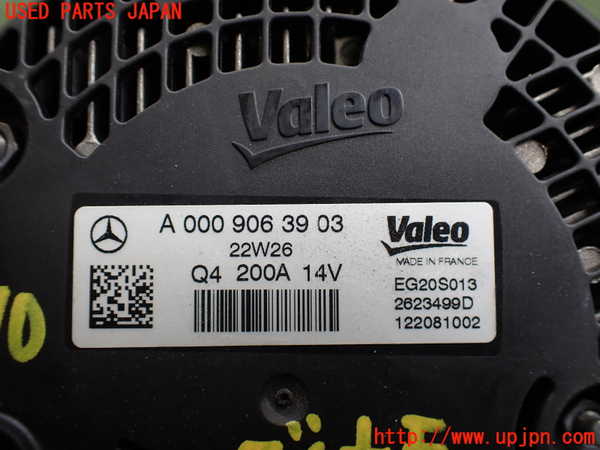 USED PARTS JAPAN
Valeo
A 000 906 39 03
22W26
Q4 200A 14V
Valeo
MADE IN FRANCE
EG20S013
2623499D
122081002
http://www.upjpn.com/